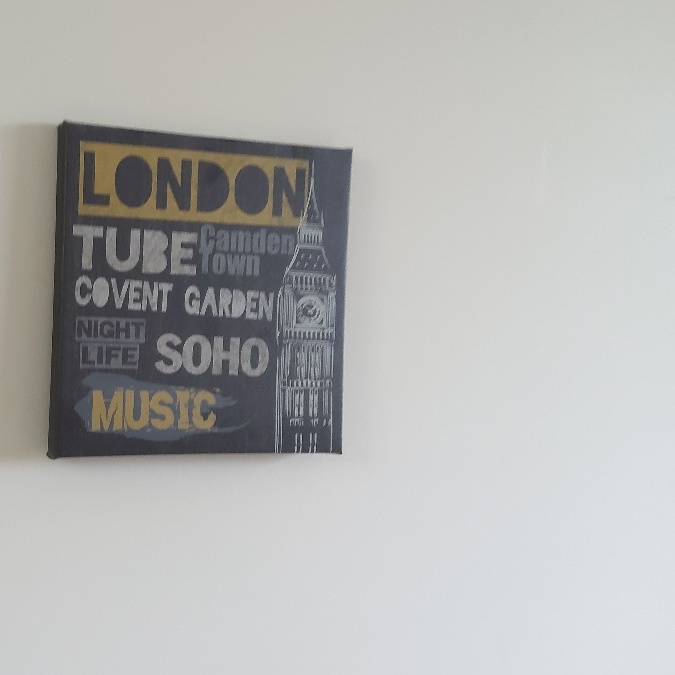 LONDON
TUBE Camden
Town
COVENT GARDEN
NIGHT
LIFE SOHO
MUSIC